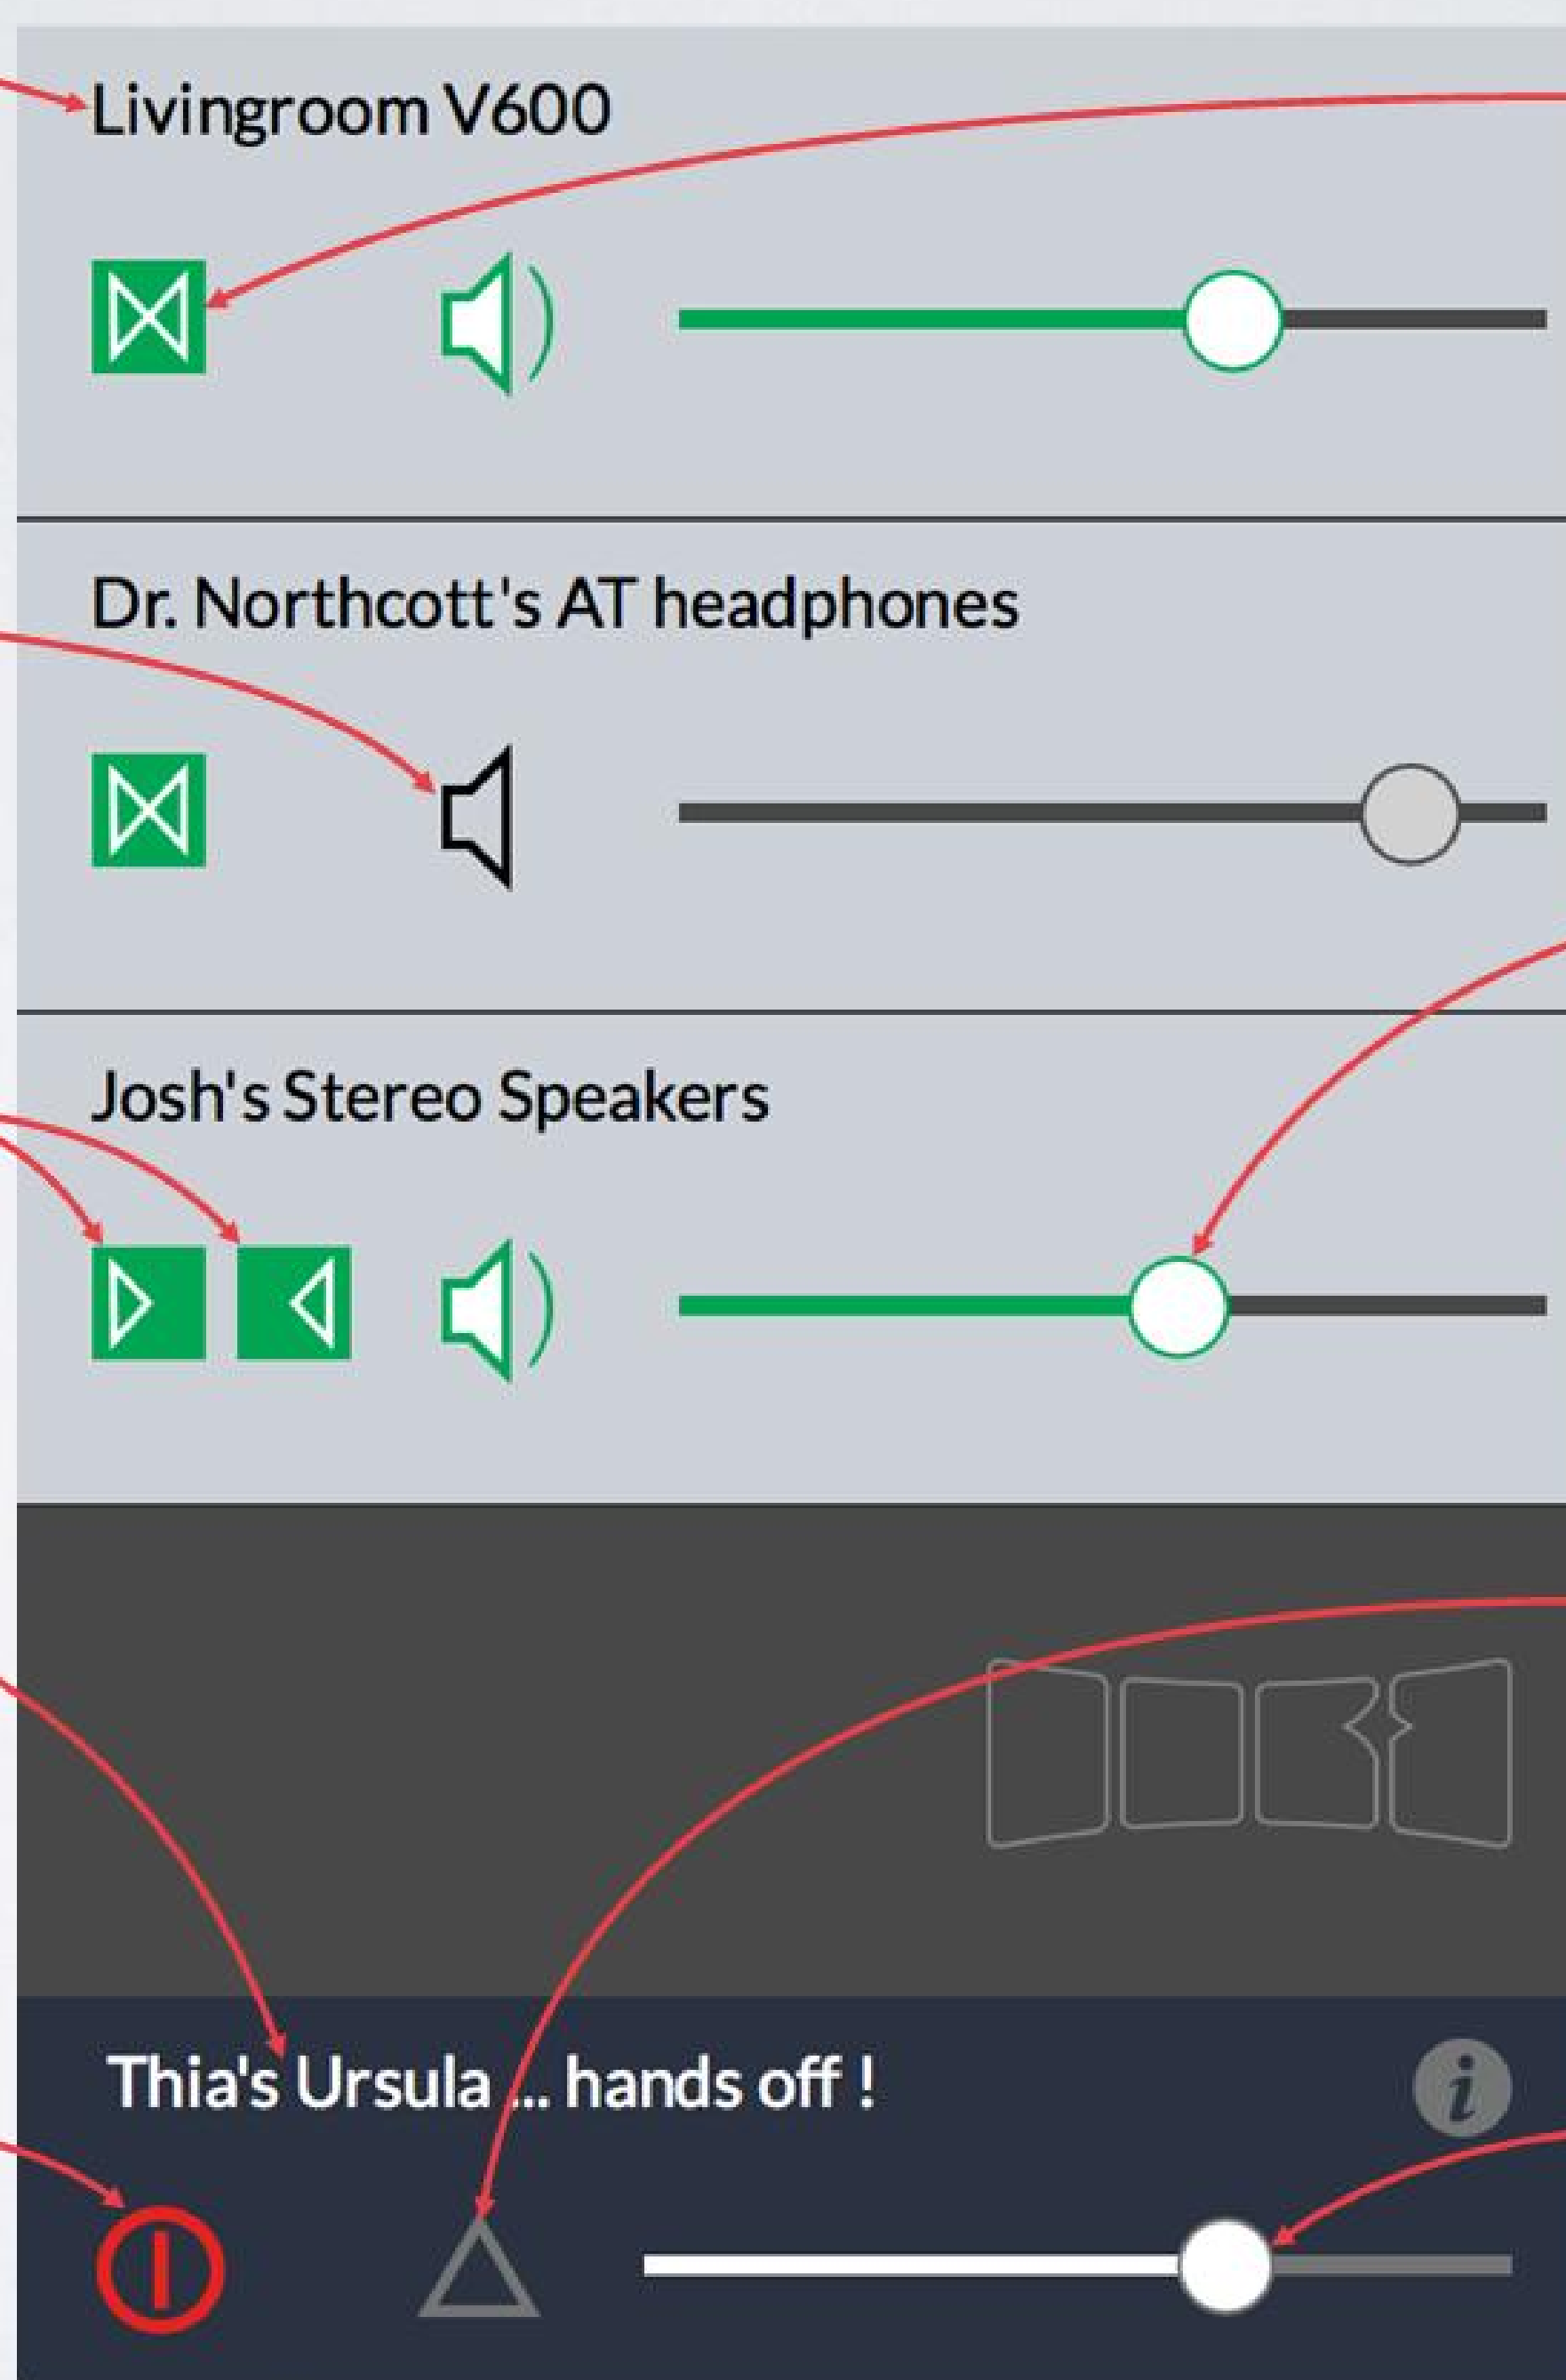 Livingroom V600
Dr. Northcott's AT headphones
Josh's Stereo Speakers
Thia's Ursula ... hands off !
i